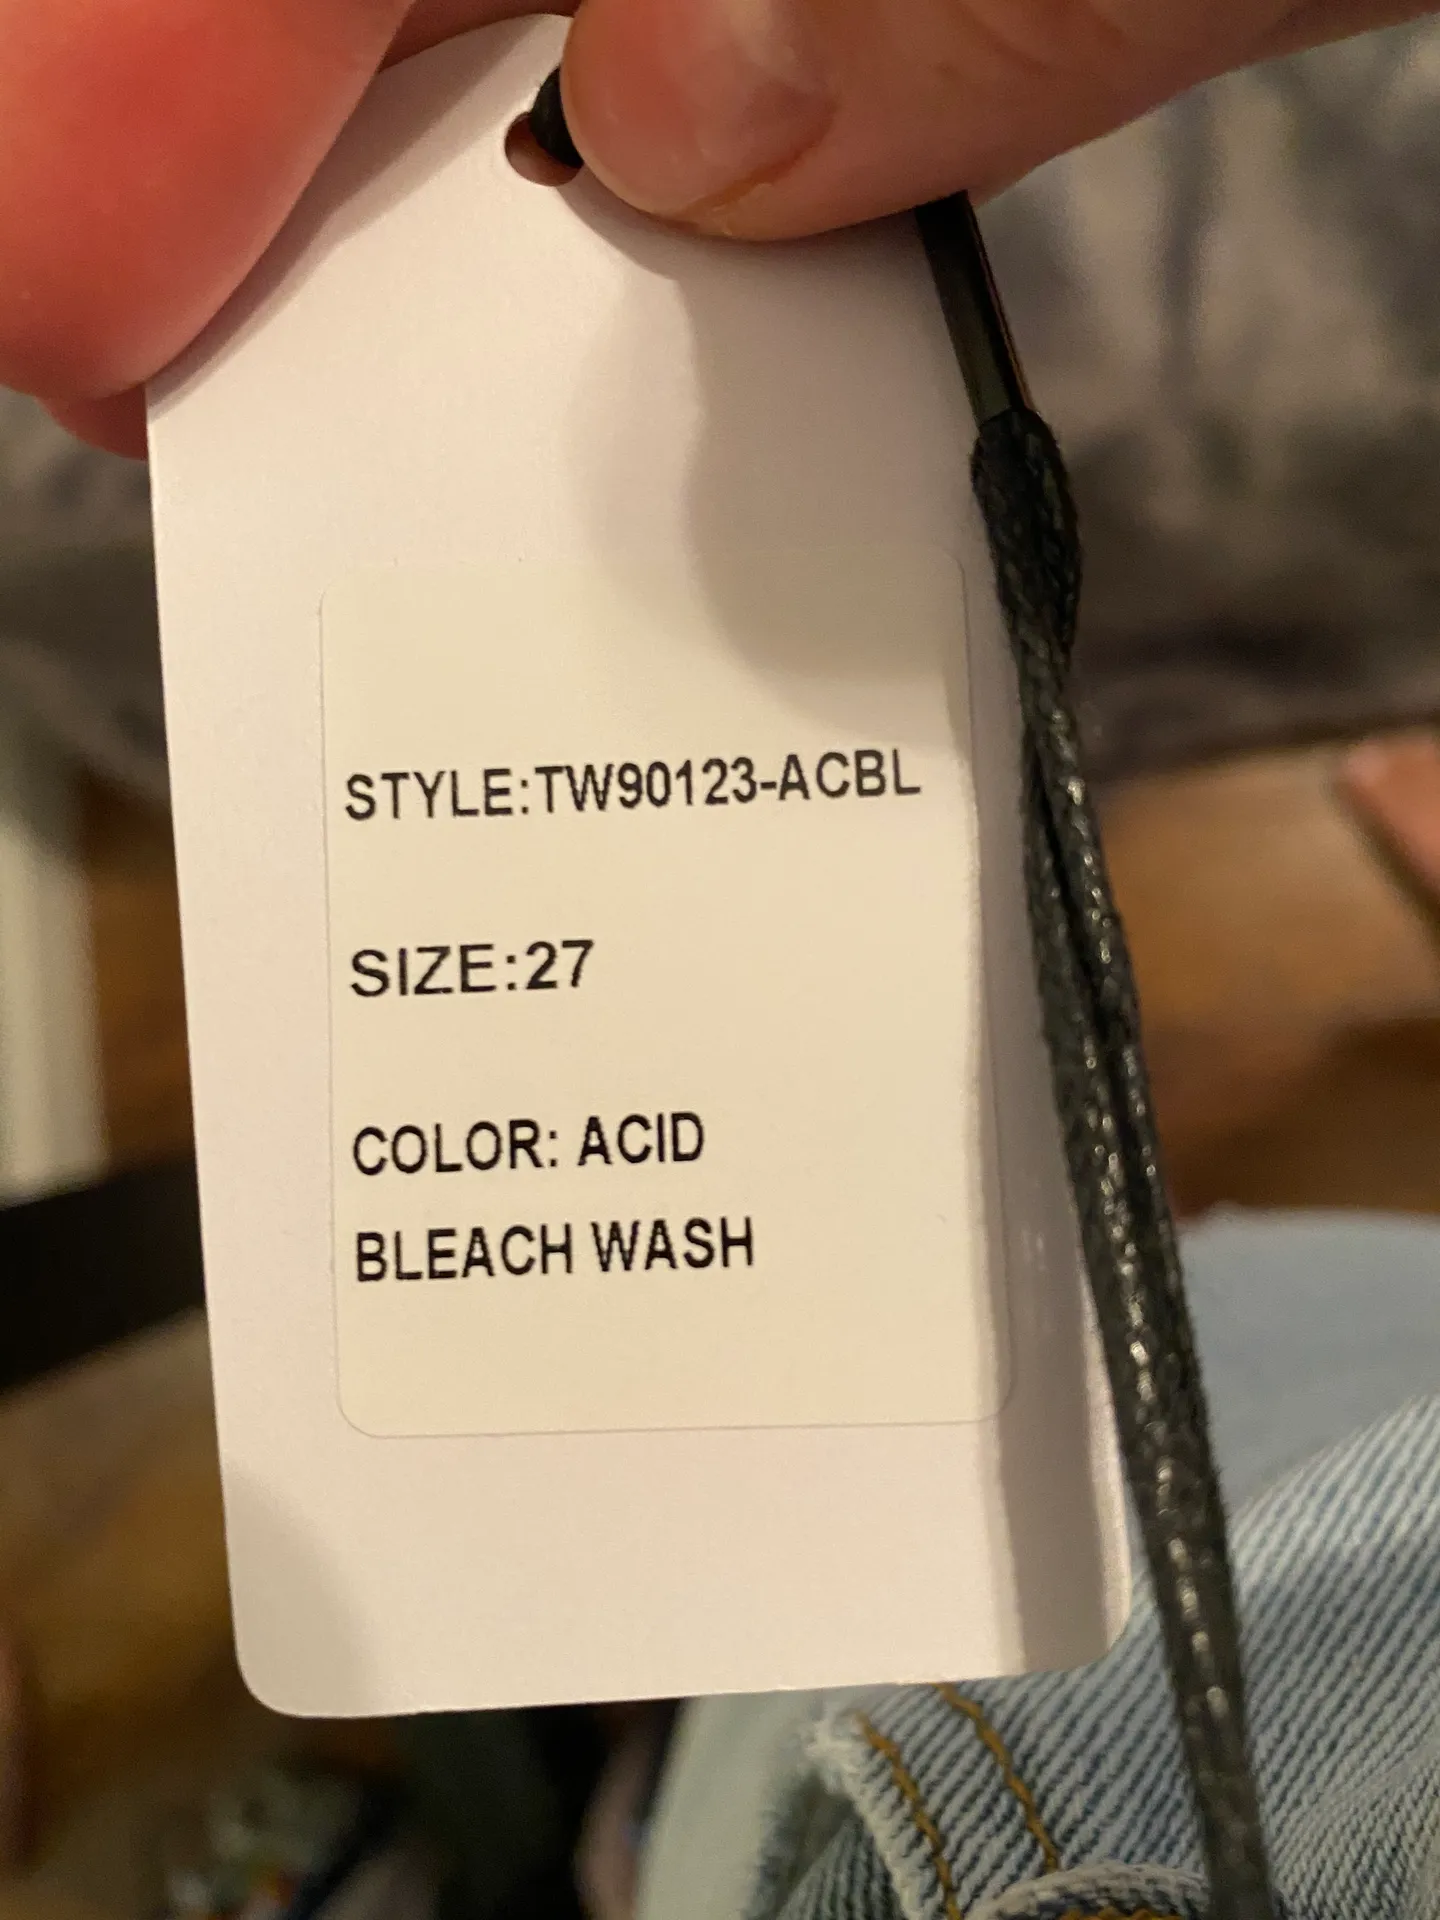 STYLE:TW90123-ACBL
SIZE:27
COLOR: ACID
BLEACH WASH